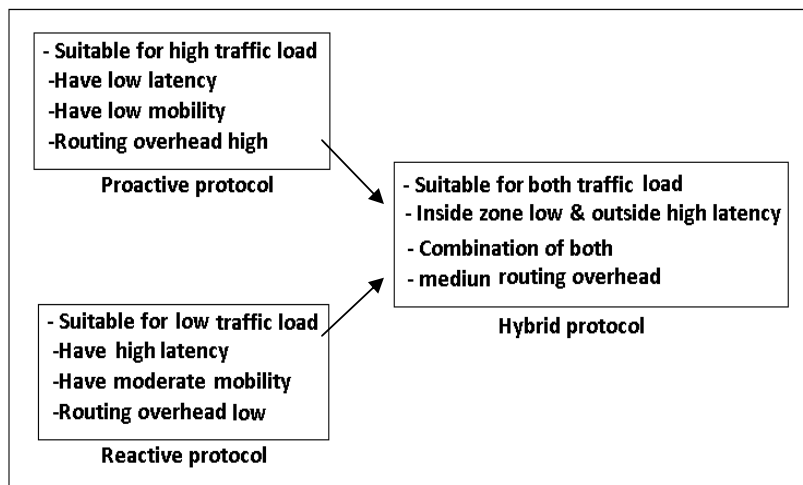 - Suitable for high traffic load
-Have low latency
-Have low mobility
-Routing overhead high
Proactive protocol
- Suitable for low traffic load
-Have high latency
-Have moderate mobility
-Routing overhead low
Reactive protocol
- Suitable for both traffic load
- Inside zone low & outside high latency
- Combination of both
- mediun routing overhead
Hybrid protocol